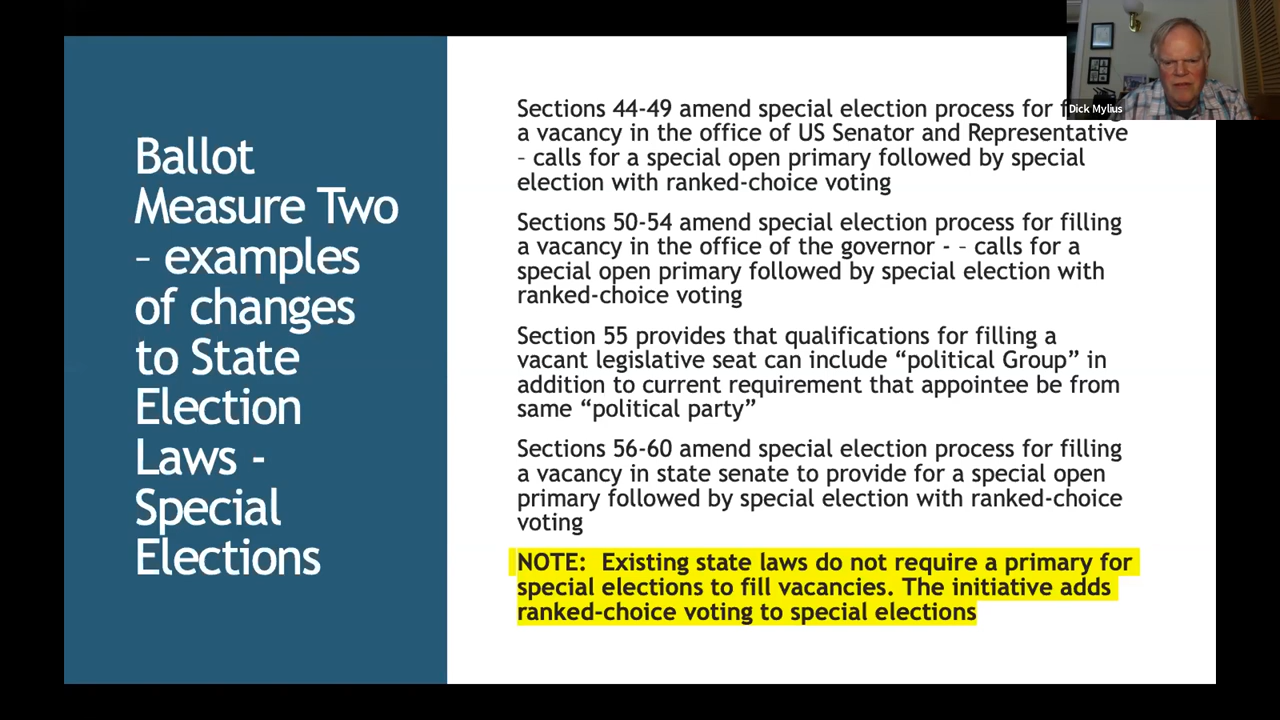 Ballot
Measure Two
– examples
of changes
to State
Election
Laws -
Special
Elections
Sections 44-49 amend special election process for
a vacancy in the office of US Senator and Representative
– calls for a special open primary followed by special
election with ranked-choice voting
Sections 50-54 amend special election process for filling
a vacancy in the office of the governor - – calls for a
special open primary followed by special election with
ranked-choice voting
Section 55 provides that qualifications for filling a
vacant legislative seat can include “political Group” in
addition to current requirement that appointee be from
same “political party”
Sections 56-60 amend special election process for filling
a vacancy in state senate to provide for a special open
primary followed by special election with ranked-choice
voting
NOTE: Existing state laws do not require a primary for
special elections to fill vacancies. The initiative adds
ranked-choice voting to special elections
Dick Mylius